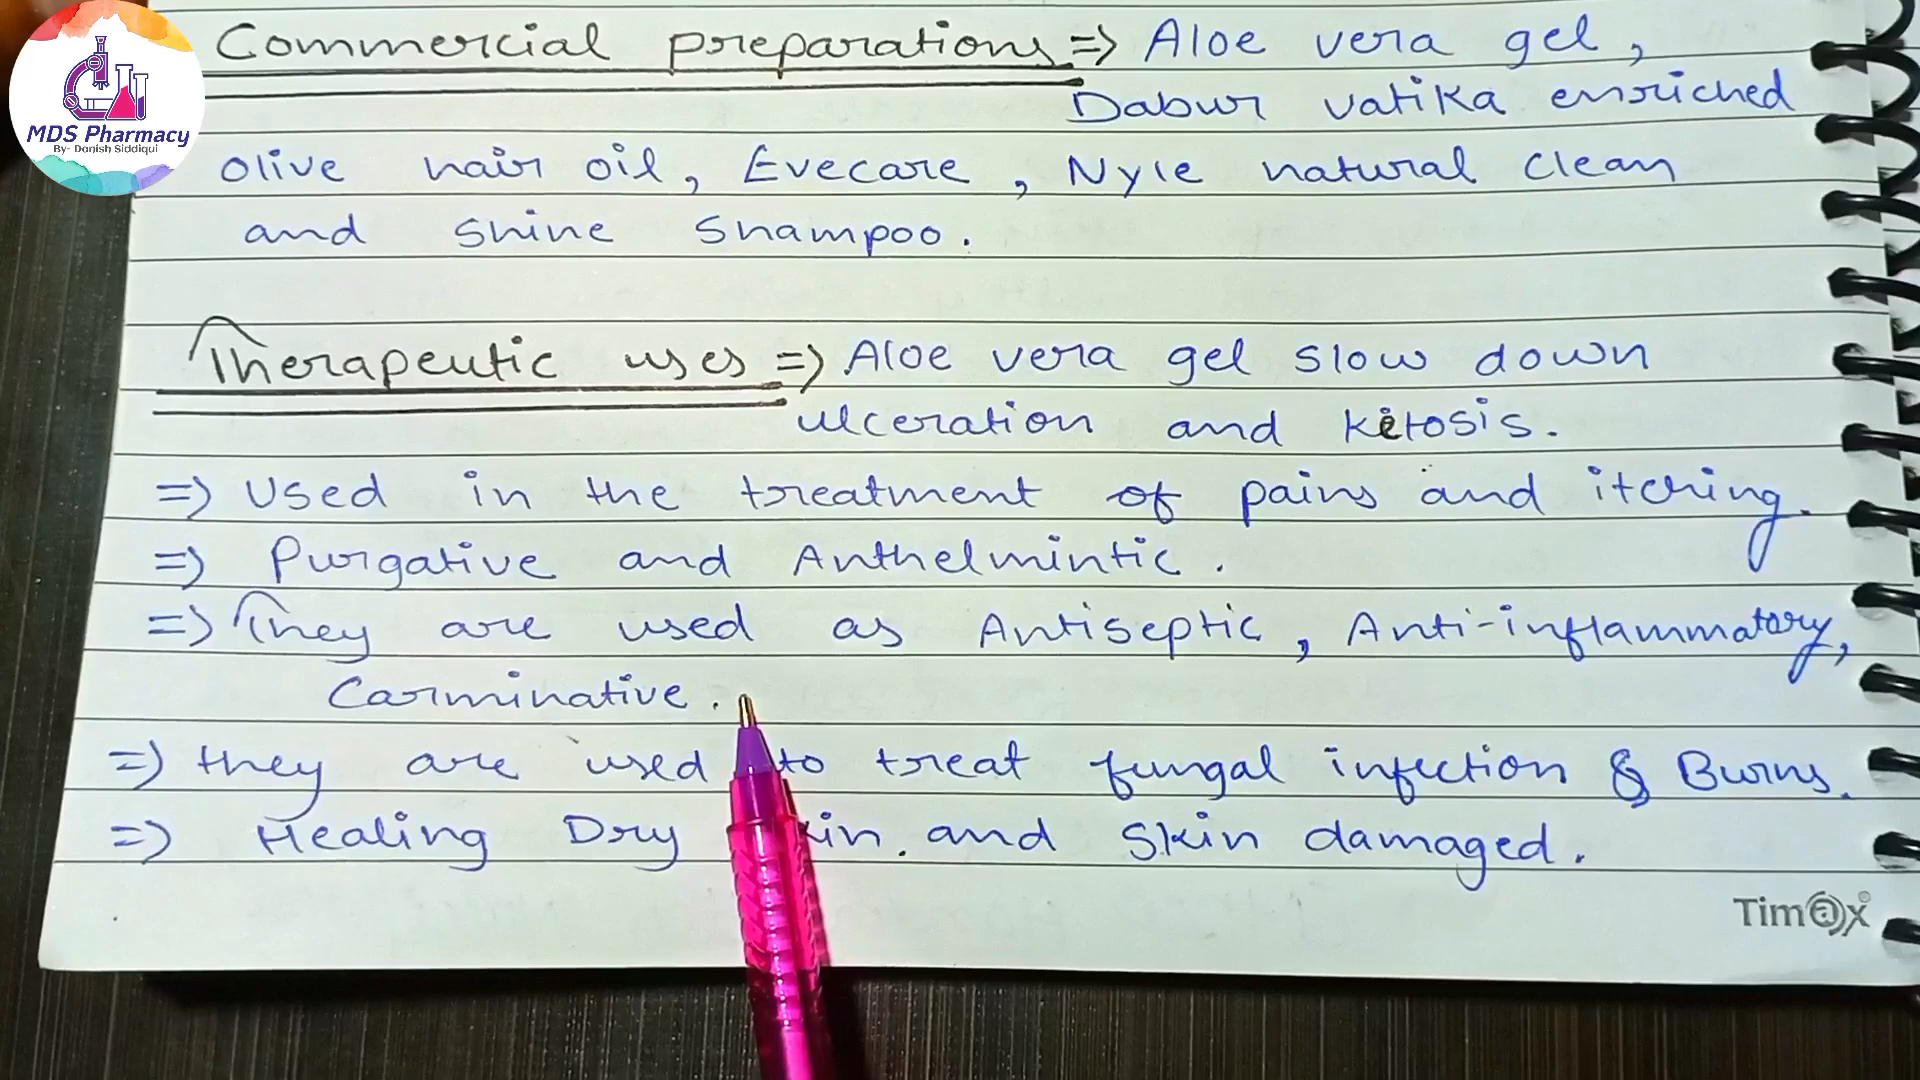 MDS Pharmacy
By- Danish Siddiqui
Commercial preparations => Aloe vera gel,
Dabur vatika enriched
olive hair oil, Evecare, Nyle natural clean
and shine shampoo.
Therapeutic uses => Aloe vera gel slow down
ulceration and ketosis.
=> Used in the treatment of pains and itching.
=> Purgative and Anthelmintic.
=> They are used as Antiseptic, Anti-inflammatory,
Carminative.
=> they are used to treat fungal infection & Burns.
=> Healing Dry kin. and skin damaged.
Timax